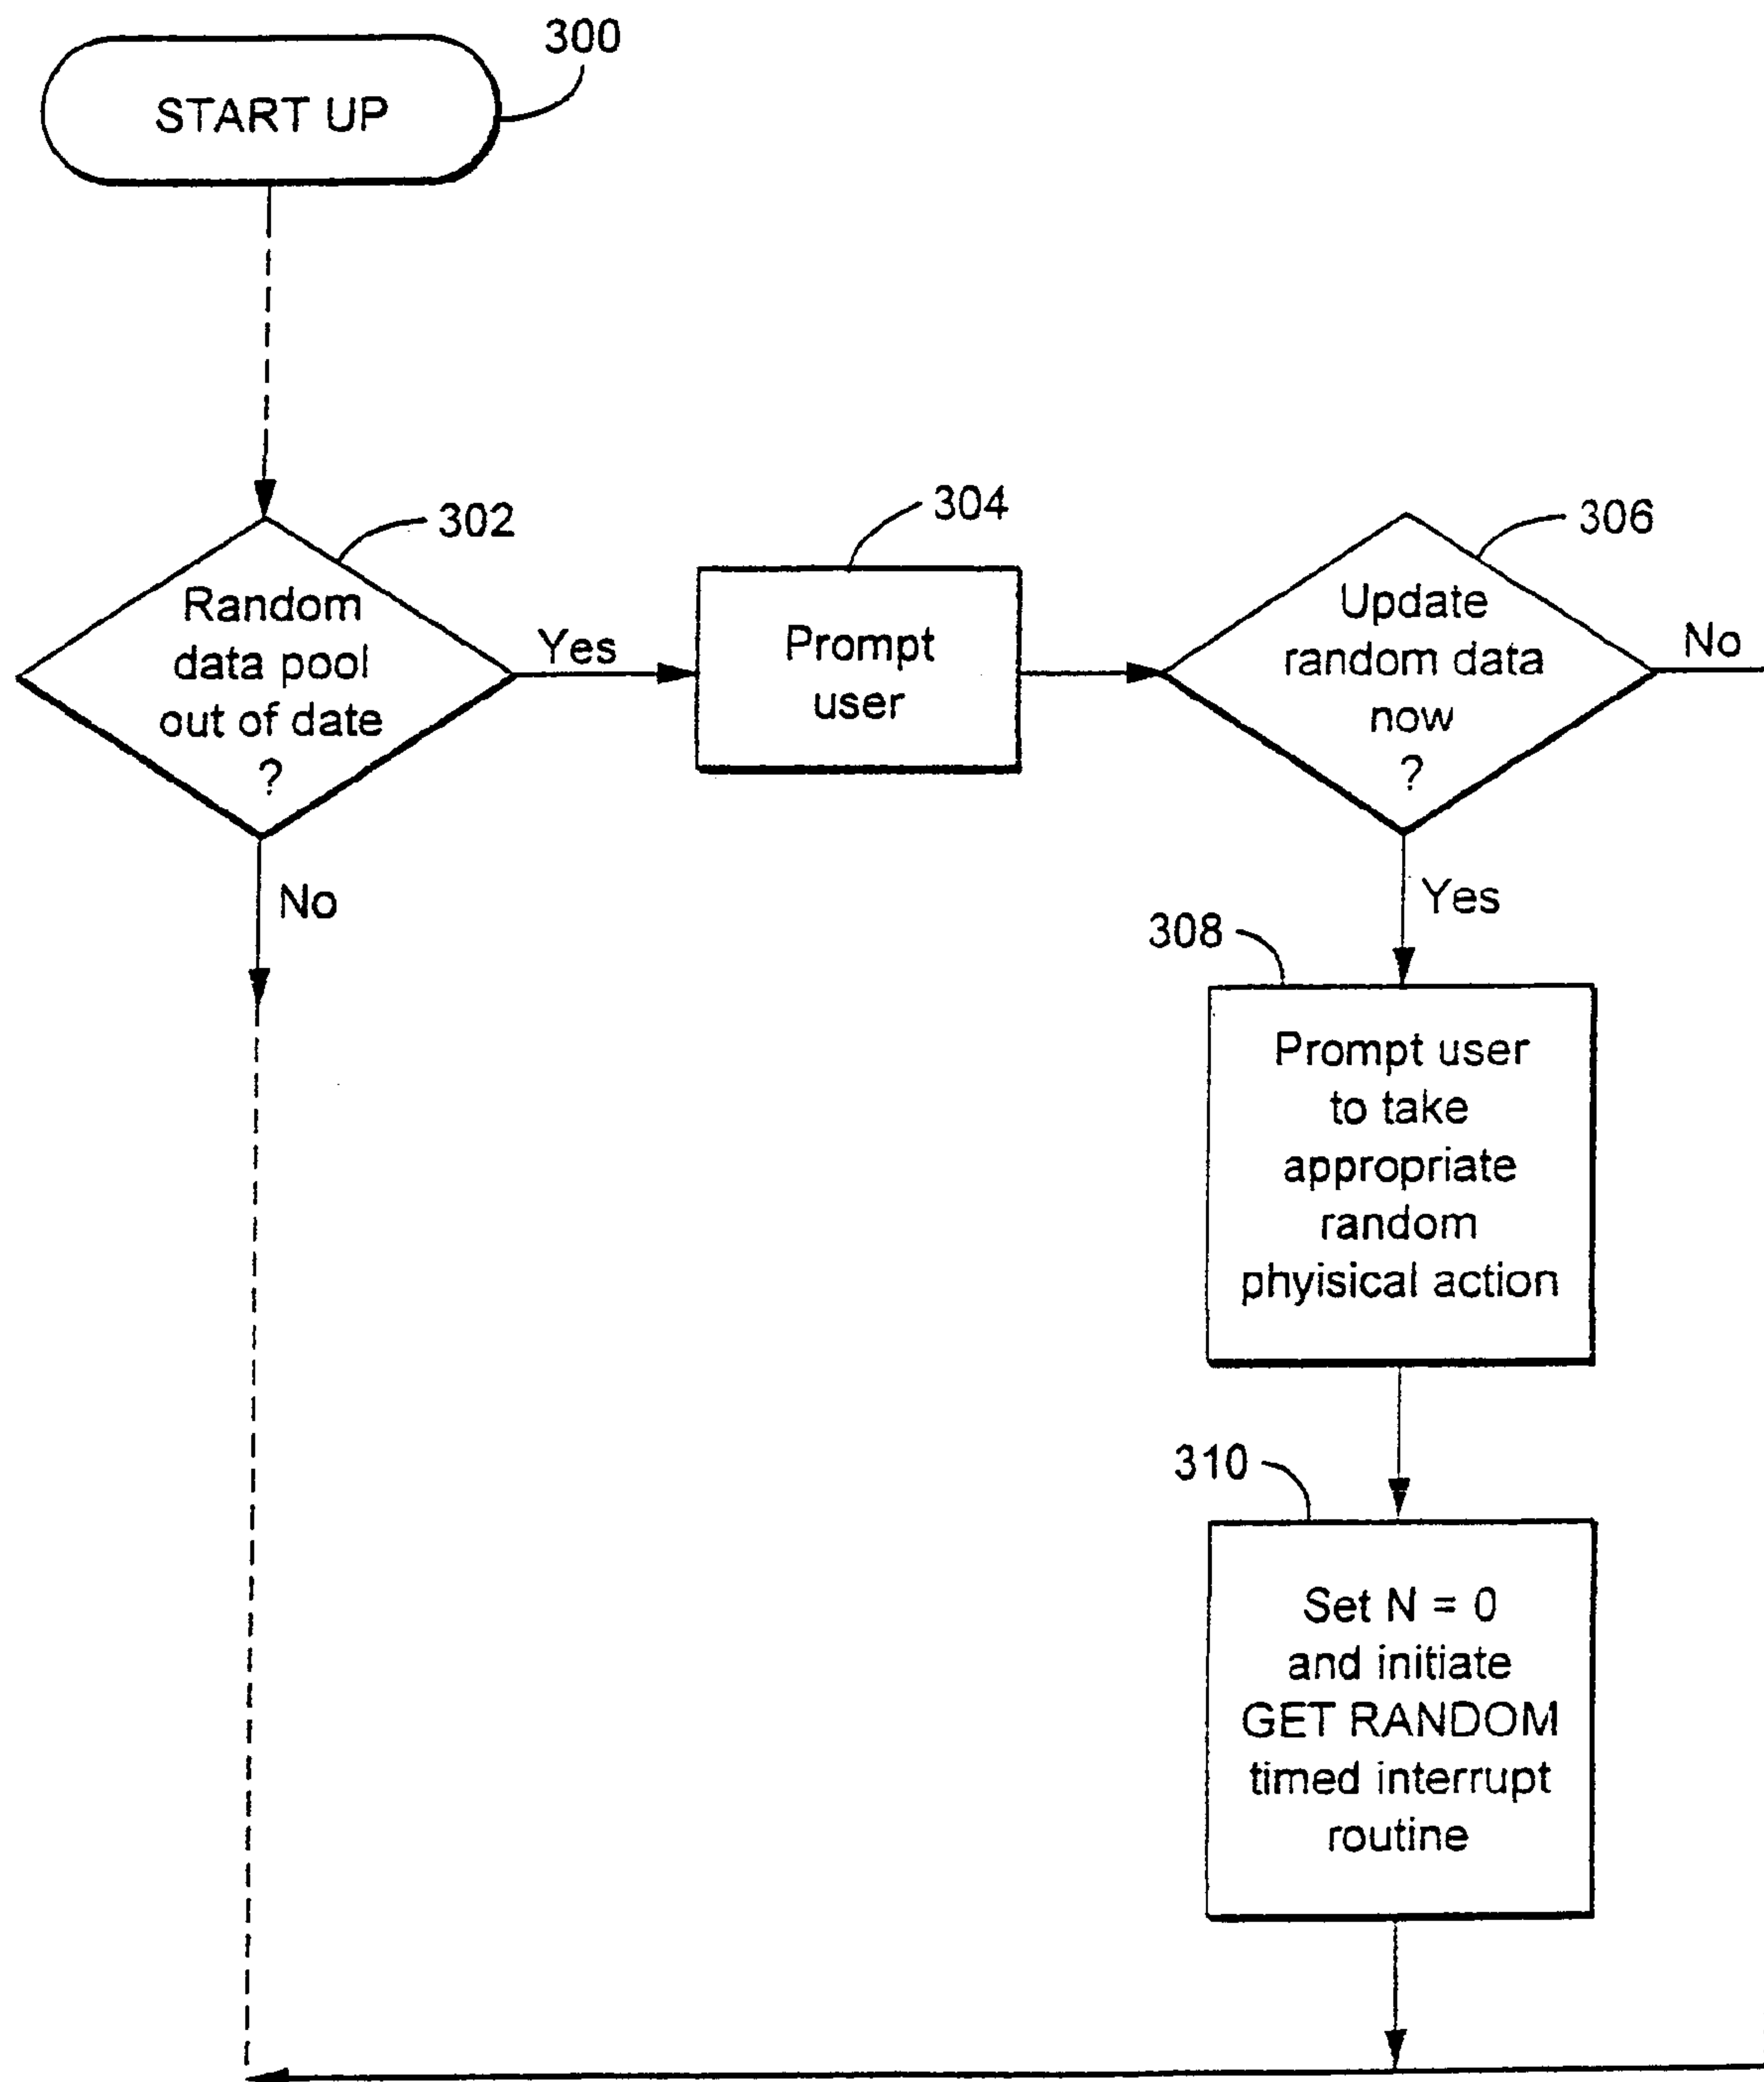 300
START UP
302
Random
data pool
out of date
?
Yes
No
304
Prompt
user
306
Update
random data
now
?
No
Yes
308
Prompt user
to take
appropriate
random
phyisical action
310
Set N = 0
and initiate
GET RANDOM
timed interrupt
routine